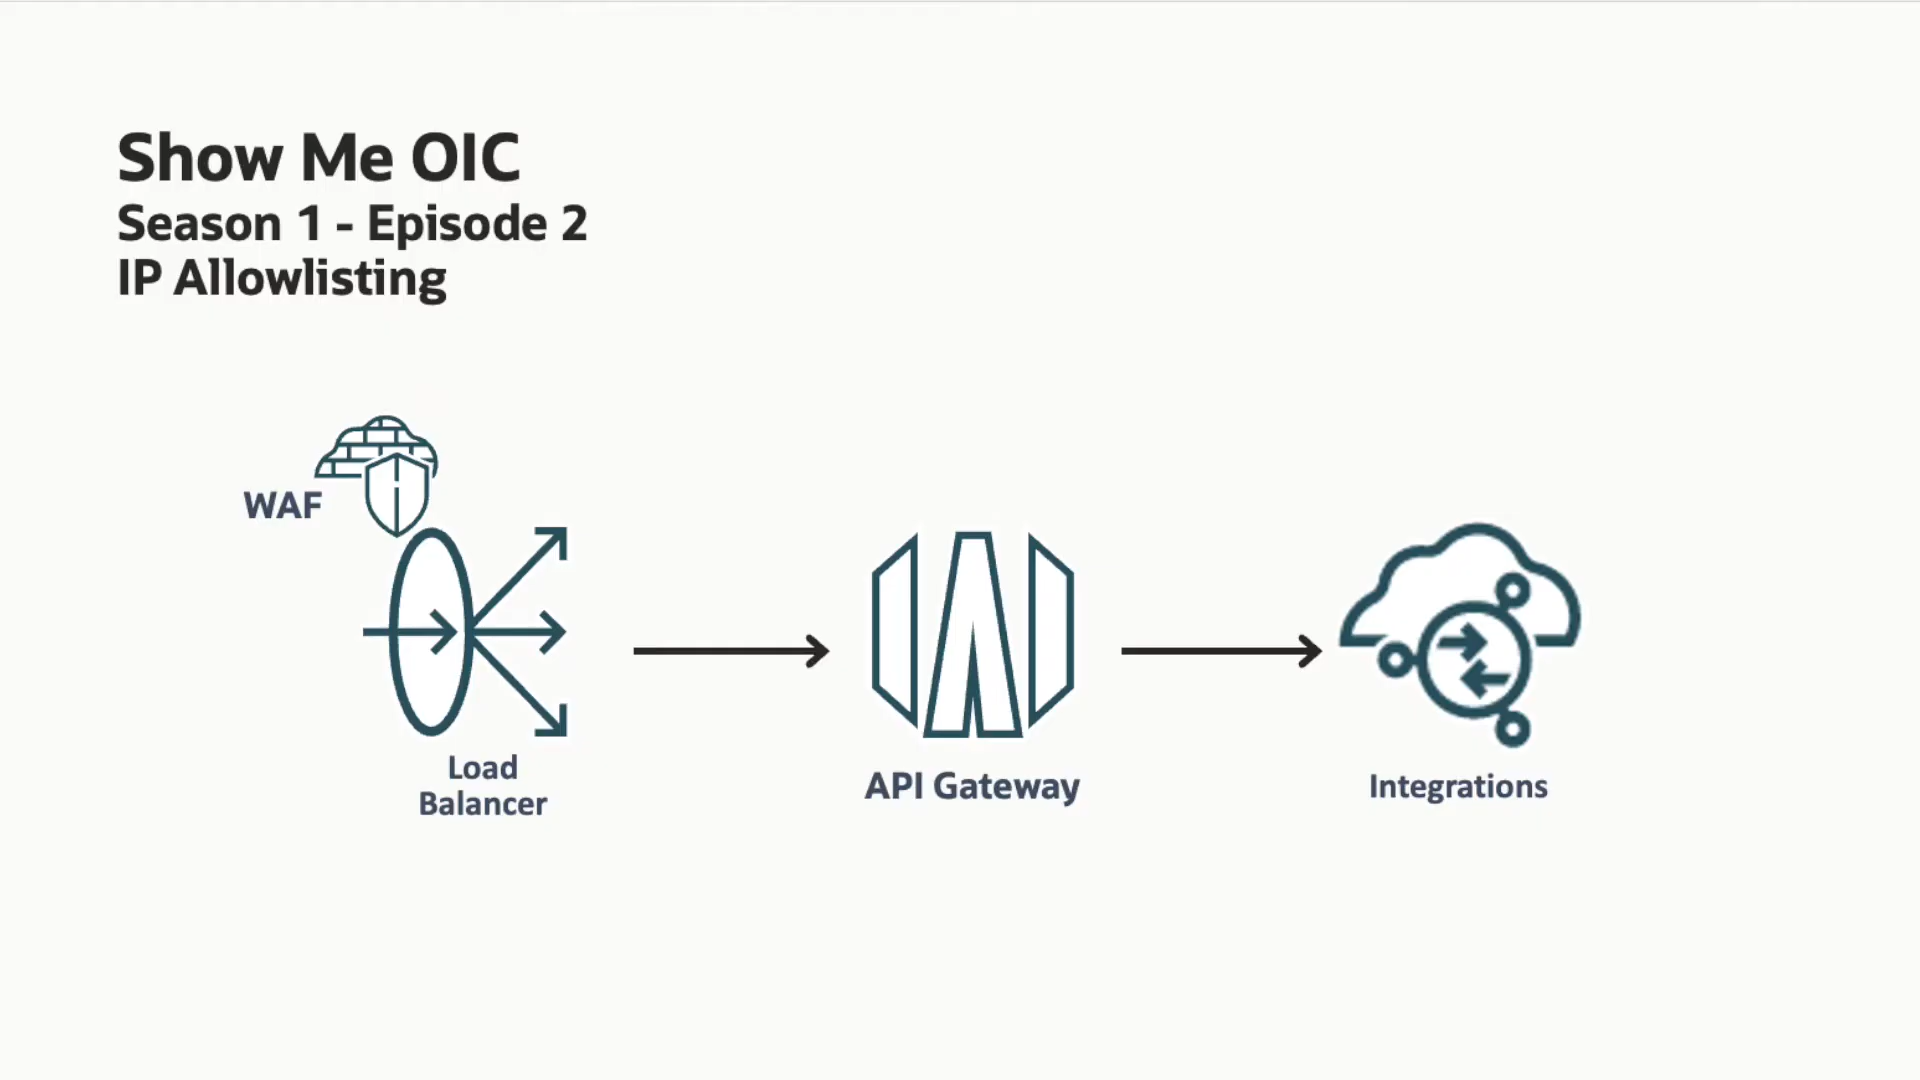 Show Me OIC
Season 1 - Episode 2
IP Allowlisting
WAF
Load
Balancer
API Gateway
Integrations